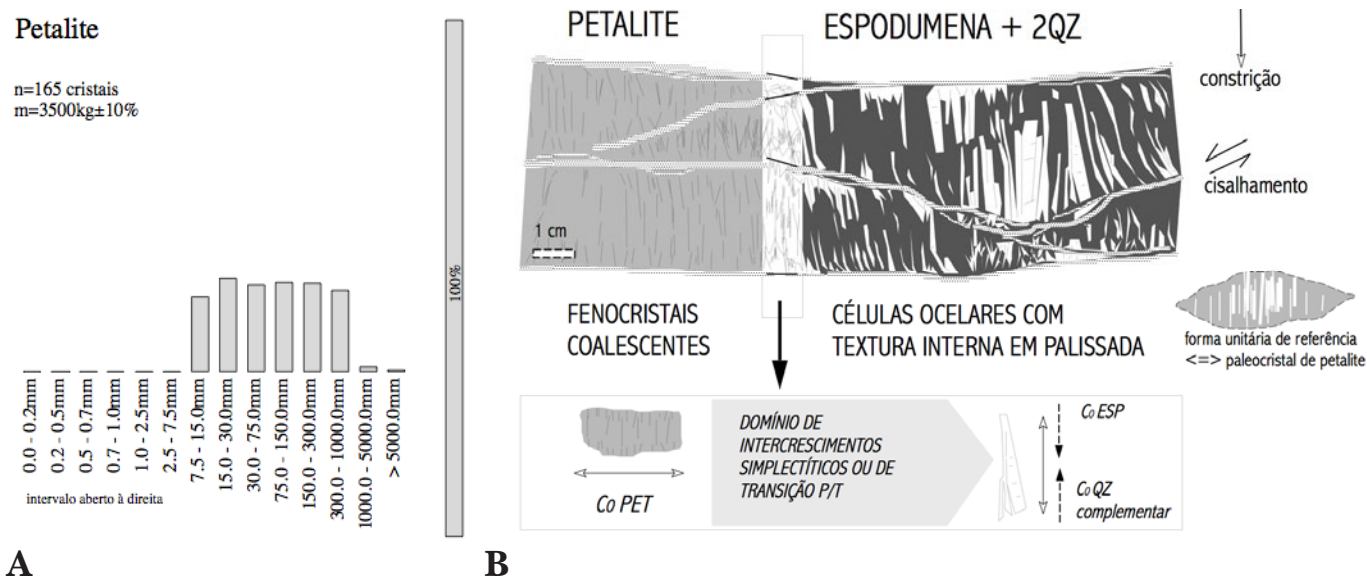 Petalite
n=165 cristais
m=3500kg±10%
100%
0.0 - 0.2mm
0.2 - 0.5mm
0.5 - 0.7mm
0.7 - 1.0mm
1.0 - 2.5mm
2.5 - 7.5mm
7.5 - 15.0mm
15.0 - 30.0mm
30.0 - 75.0mm
75.0 - 150.0mm
150.0 - 300.0mm
300.0 - 1000.0mm
1000.0 - 5000.0mm
> 5000.0mm
intervalo aberto à direita
A
PETALITE
ESPODUMENA + 2QZ
constrição
cisalhamento
1 cm
FENOCRISTAIS
COALESCENTES
CÉLULAS OCELARES COM
TEXTURA INTERNA EM PALISSADA
forma unitária de referência
<=> paleocristal de petalite
C0 PET
DOMÍNIO DE
INTERCRESCIMENTOS
SIMPLECTÍTICOS OU DE
TRANSIÇÃO P/T
C0 ESP
C0 QZ
complementar
B